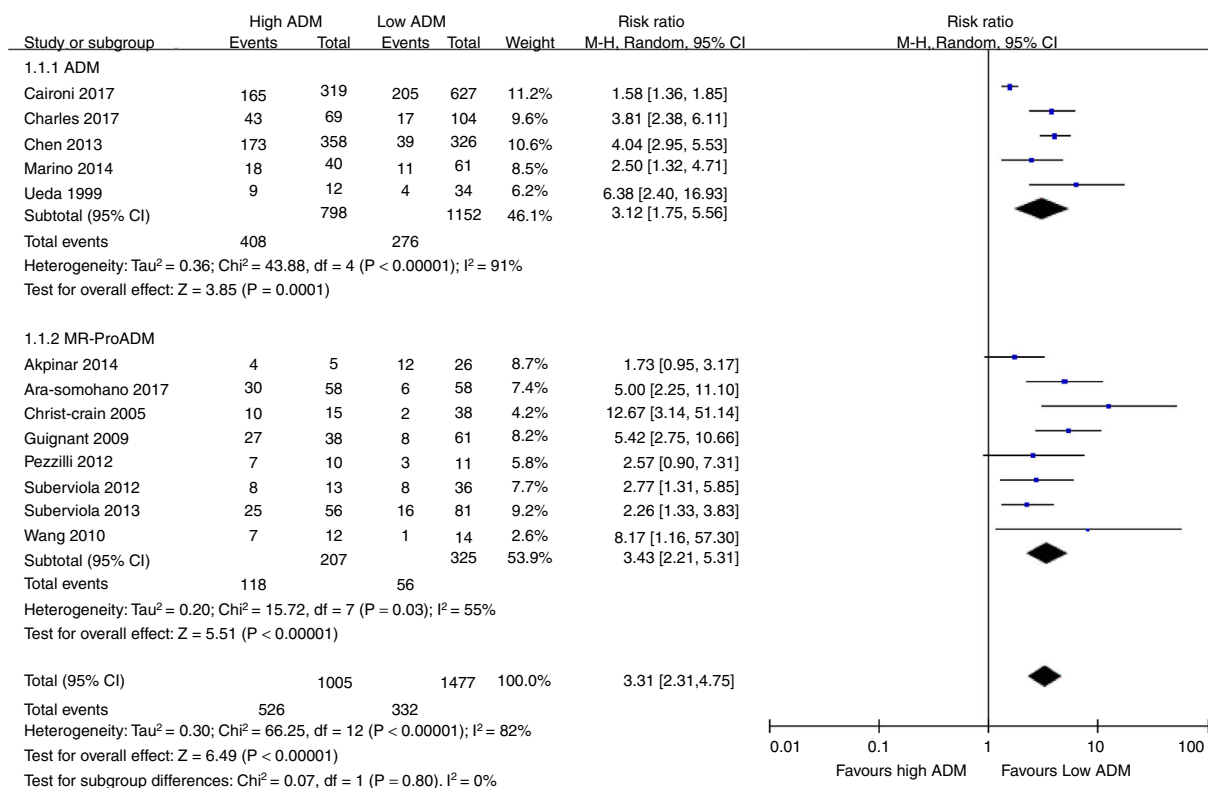 High ADM Low ADM Risk ratio Risk ratio
Study or subgroup Events Total Events Total Weight M-H, Random, 95% CI M-H, Random, 95% CI
1.1.1 ADM
Caironi 2017 165 319 205 627 11.2% 1.58 [1.36, 1.85]
Charles 2017 43 69 17 104 9.6% 3.81 [2.38, 6.11]
Chen 2013 173 358 39 326 10.6% 4.04 [2.95, 5.53]
Marino 2014 18 40 11 61 8.5% 2.50 [1.32, 4.71]
Ueda 1999 9 12 4 34 6.2% 6.38 [2.40, 16.93]
Subtotal (95% CI) 798 1152 46.1% 3.12 [1.75, 5.56]
Total events 408 276
Heterogeneity: Tau² = 0.36; Chi² = 43.88, df = 4 (P < 0.00001); I² = 91%
Test for overall effect: Z = 3.85 (P = 0.0001)
1.1.2 MR-ProADM
Akpinar 2014 4 5 12 26 8.7% 1.73 [0.95, 3.17]
Ara-somohano 2017 30 58 6 58 7.4% 5.00 [2.25, 11.10]
Christ-crain 2005 10 15 2 38 4.2% 12.67 [3.14, 51.14]
Guignant 2009 27 38 8 61 8.2% 5.42 [2.75, 10.66]
Pezzilli 2012 7 10 3 11 5.8% 2.57 [0.90, 7.31]
Suberviola 2012 8 13 8 36 7.7% 2.77 [1.31, 5.85]
Suberviola 2013 25 56 16 81 9.2% 2.26 [1.33, 3.83]
Wang 2010 7 12 1 14 2.6% 8.17 [1.16, 57.30]
Subtotal (95% CI) 207 325 53.9% 3.43 [2.21, 5.31]
Total events 118 56
Heterogeneity: Tau² = 0.20; Chi² = 15.72, df = 7 (P = 0.03); I² = 55%
Test for overall effect: Z = 5.51 (P < 0.00001)
Total (95% CI) 1005 1477 100.0% 3.31 [2.31,4.75]
Total events 526 332
Heterogeneity: Tau² = 0.30; Chi² = 66.25, df = 12 (P < 0.00001); I² = 82%
Test for overall effect: Z = 6.49 (P < 0.00001)
Test for subgroup differences: Chi² = 0.07, df = 1 (P = 0.80). I² = 0%
0.01 0.1 1 10 100
Favours high ADM Favours Low ADM